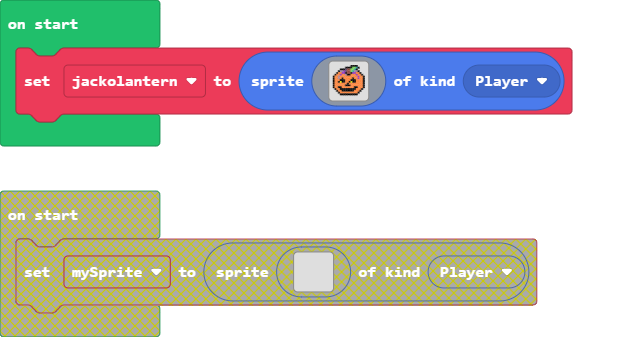 on start
set jackolantern to sprite of kind Player
on start
set mySprite to sprite of kind Player